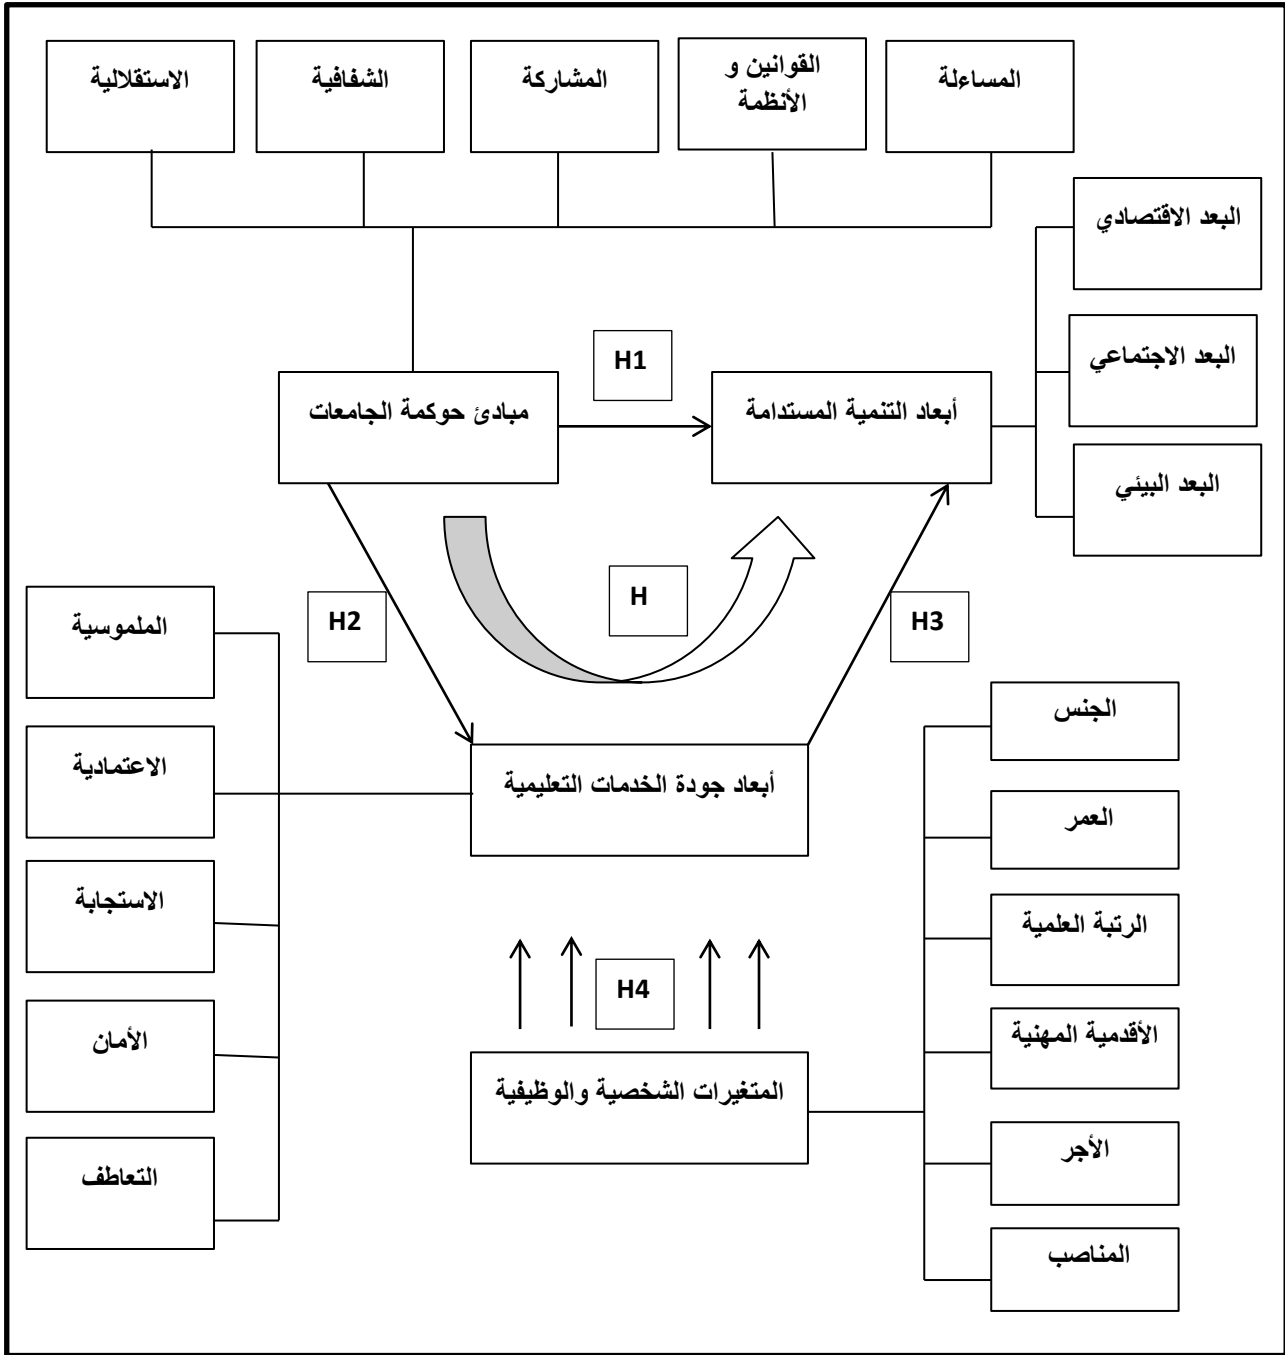 المساءلة
القوانين و
الأنظمة
المشاركة
الشفافية
الاستقلالية
البعد الاقتصادي
البعد الاجتماعي
البعد البيئي
H1
أبعاد التنمية المستدامة
مبادئ حوكمة الجامعات
H
H2
H3
الملموسية
الاعتمادية
الاستجابة
الأمان
التعاطف
أبعاد جودة الخدمات التعليمية
H4
المتغيرات الشخصية والوظيفية
الجنس
العمر
الرتبة العلمية
الأقدمية المهنية
الأجر
المناصب